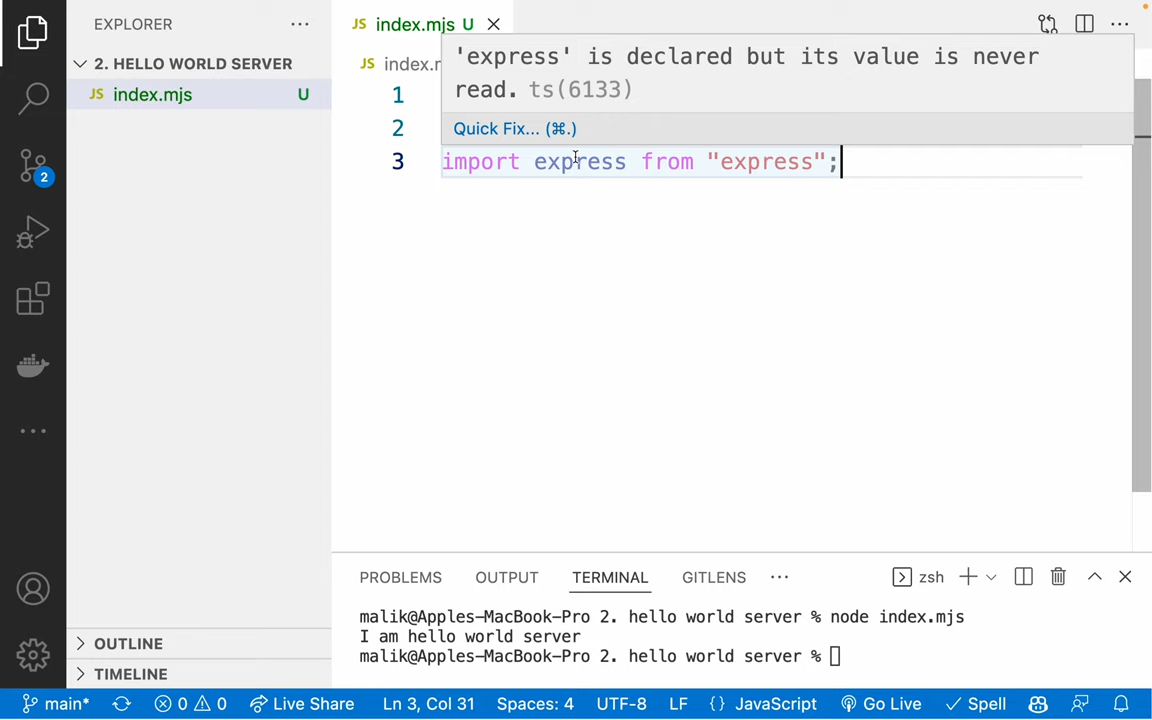 EXPLORER
JS index.mjs U
2. HELLO WORLD SERVER
JS index.mjs U
JS index.
'express' is declared but its value is never
read. ts(6133)
Quick Fix... (⌘.)
1
2
3 import express from "express";
2
PROBLEMS OUTPUT TERMINAL GITLENS zsh
malik@Apples-MacBook-Pro 2. hello world server % node index.mjs
I am hello world server
malik@Apples-MacBook-Pro 2. hello world server %
OUTLINE
TIMELINE
main* 0 0 Live Share Ln 3, Col 31 Spaces: 4 UTF-8 LF {} JavaScript Go Live Spell